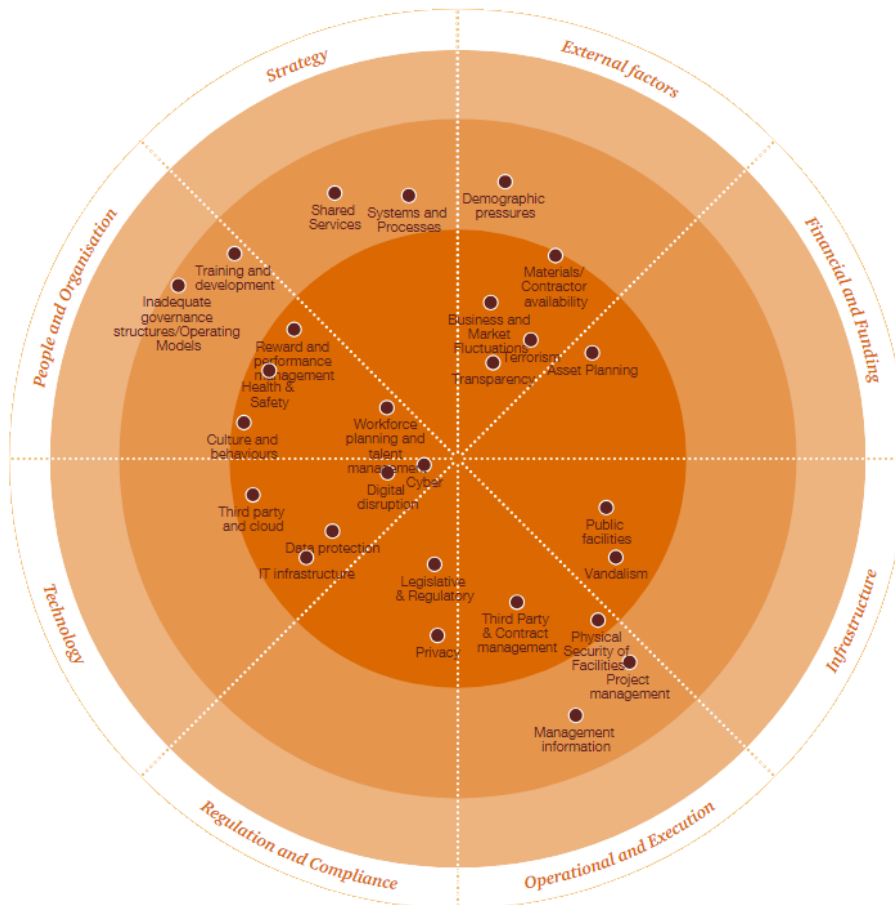 Strategy
External factors
Financial and Funding
Infrastructure
Operational and Execution
Regulation and Compliance
Technology
People and Organisation
Shared
Services
Systems and
Processes
Demographic
pressures
Training and
development
Inadequate
governance
structures/Operating
Models
Materials/
Contractor
availability
Business and
Market
Fluctuations
Terrorism
Transparency
Asset Planning
Reward and
performance
management
Health &
Safety
Culture and
behaviours
Workforce
planning and
talent
management
Cyber
Digital
disruption
Third party
and cloud
Data protection
IT infrastructure
Legislative
& Regulatory
Privacy
Public
facilities
Vandalism
Third Party
& Contract
management
Physical
Security of
Facilities
Project
management
Management
information